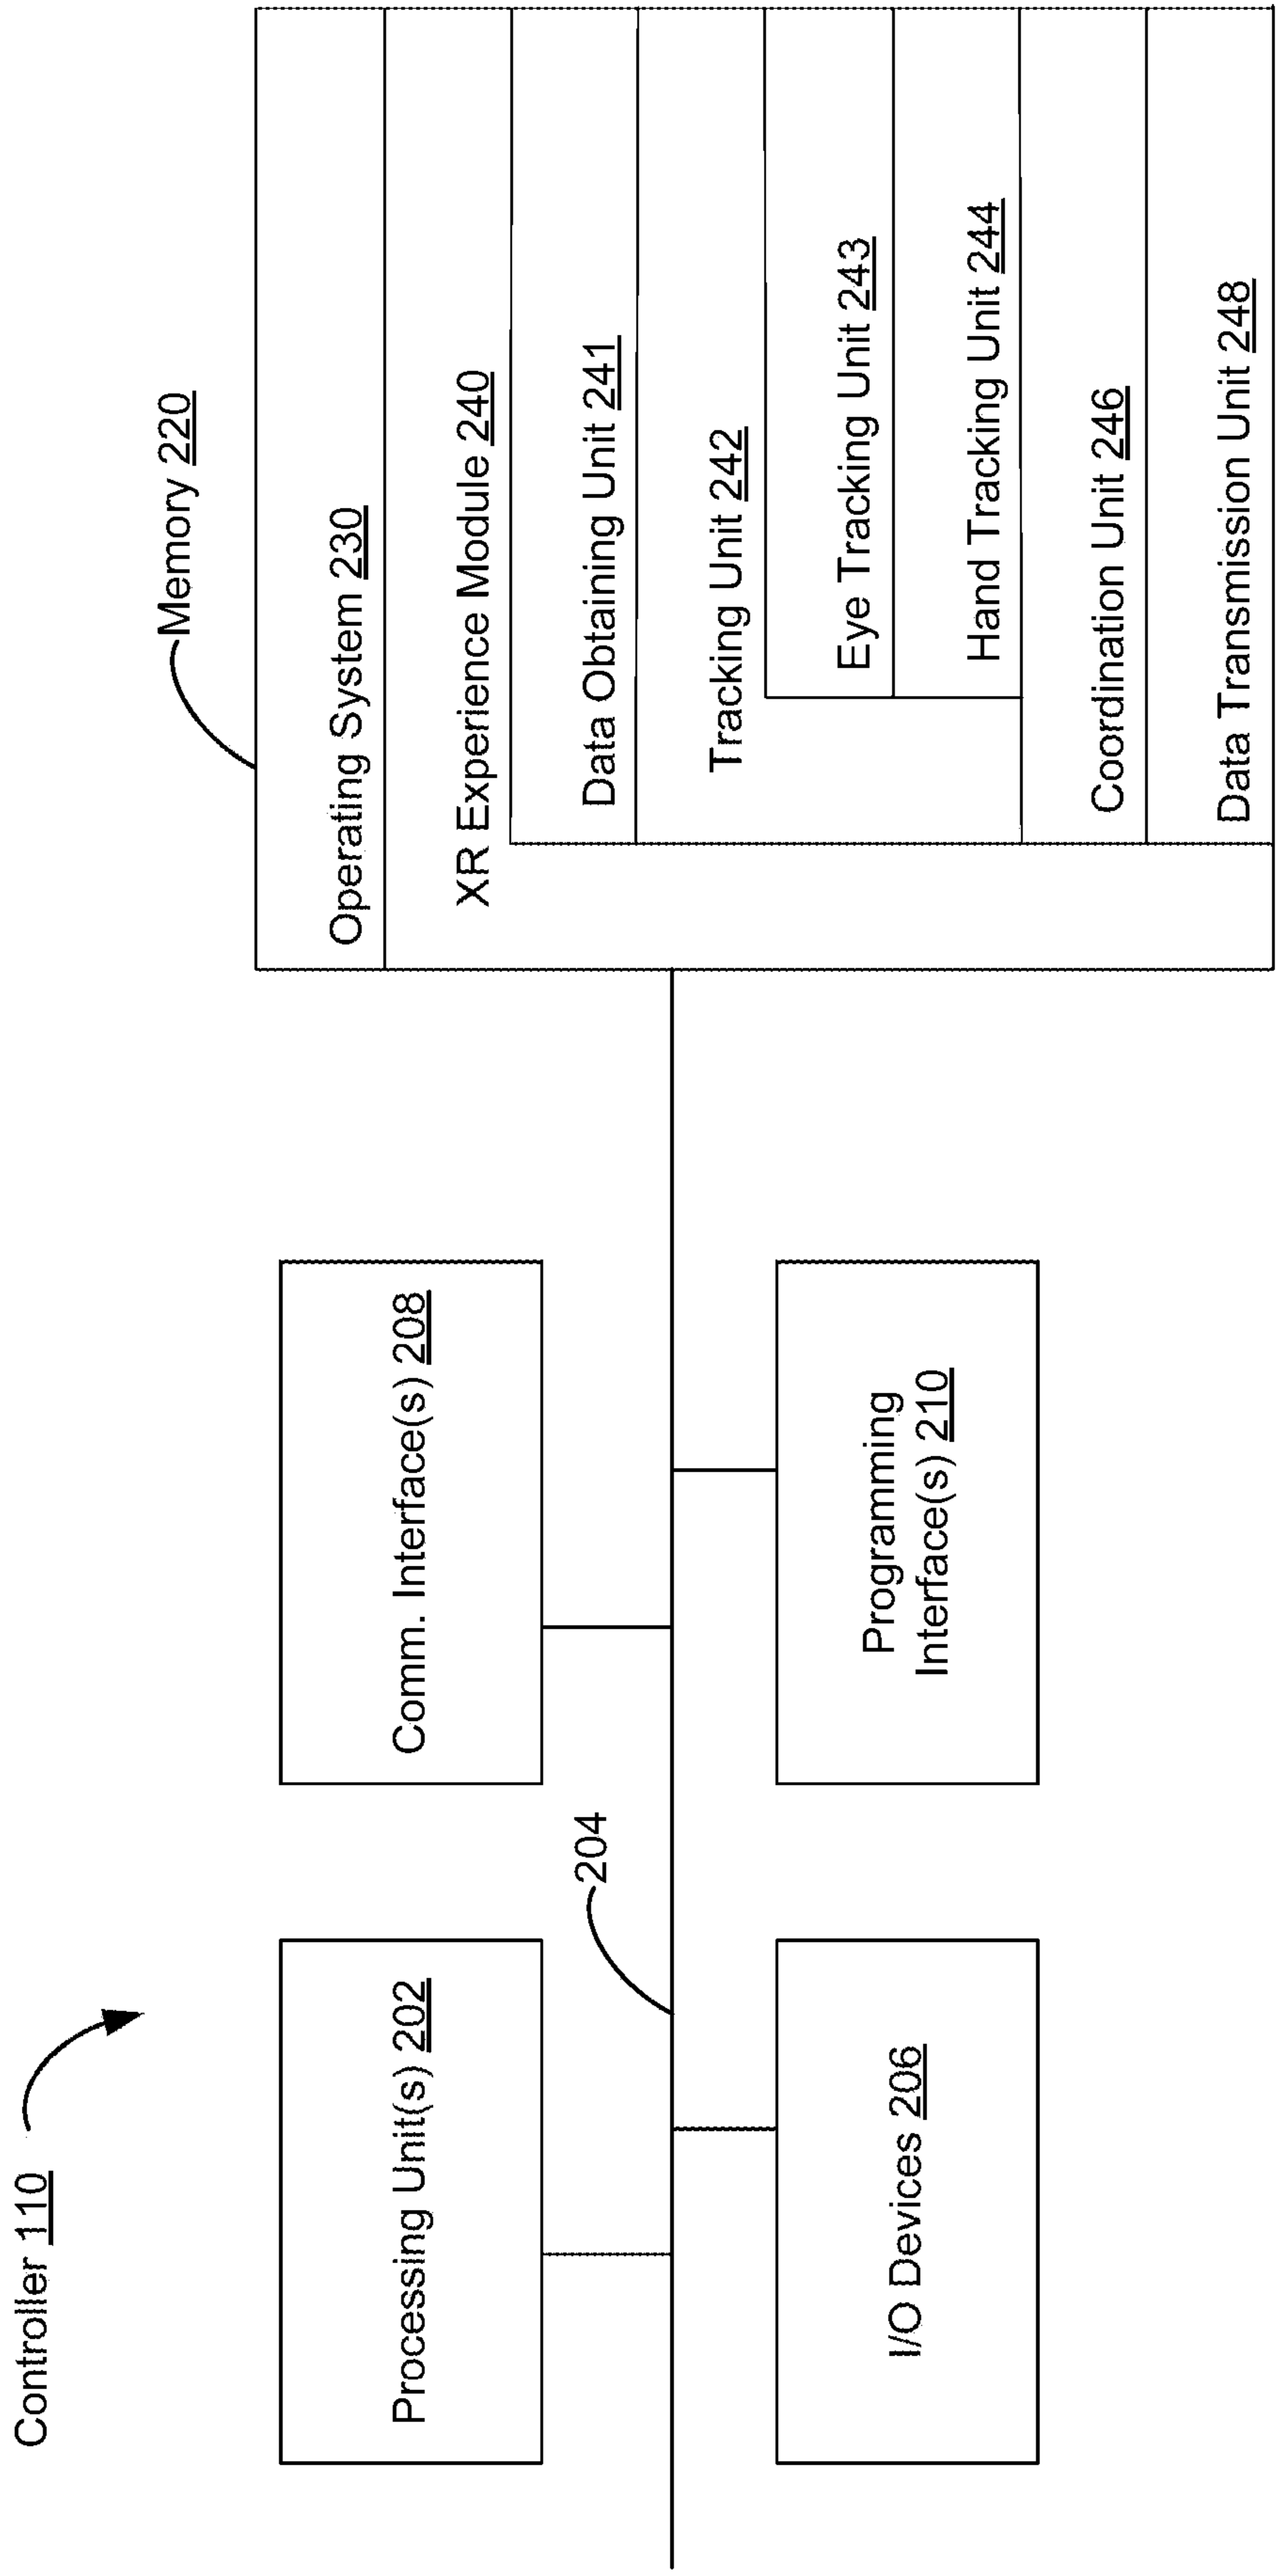 Controller 110
Memory 220
Processing Unit(s) 202
Comm. Interface(s) 208
204
I/O Devices 206
Programming
Interface(s) 210
Operating System 230
XR Experience Module 240
Data Obtaining Unit 241
Tracking Unit 242
Eye Tracking Unit 243
Hand Tracking Unit 244
Coordination Unit 246
Data Transmission Unit 248